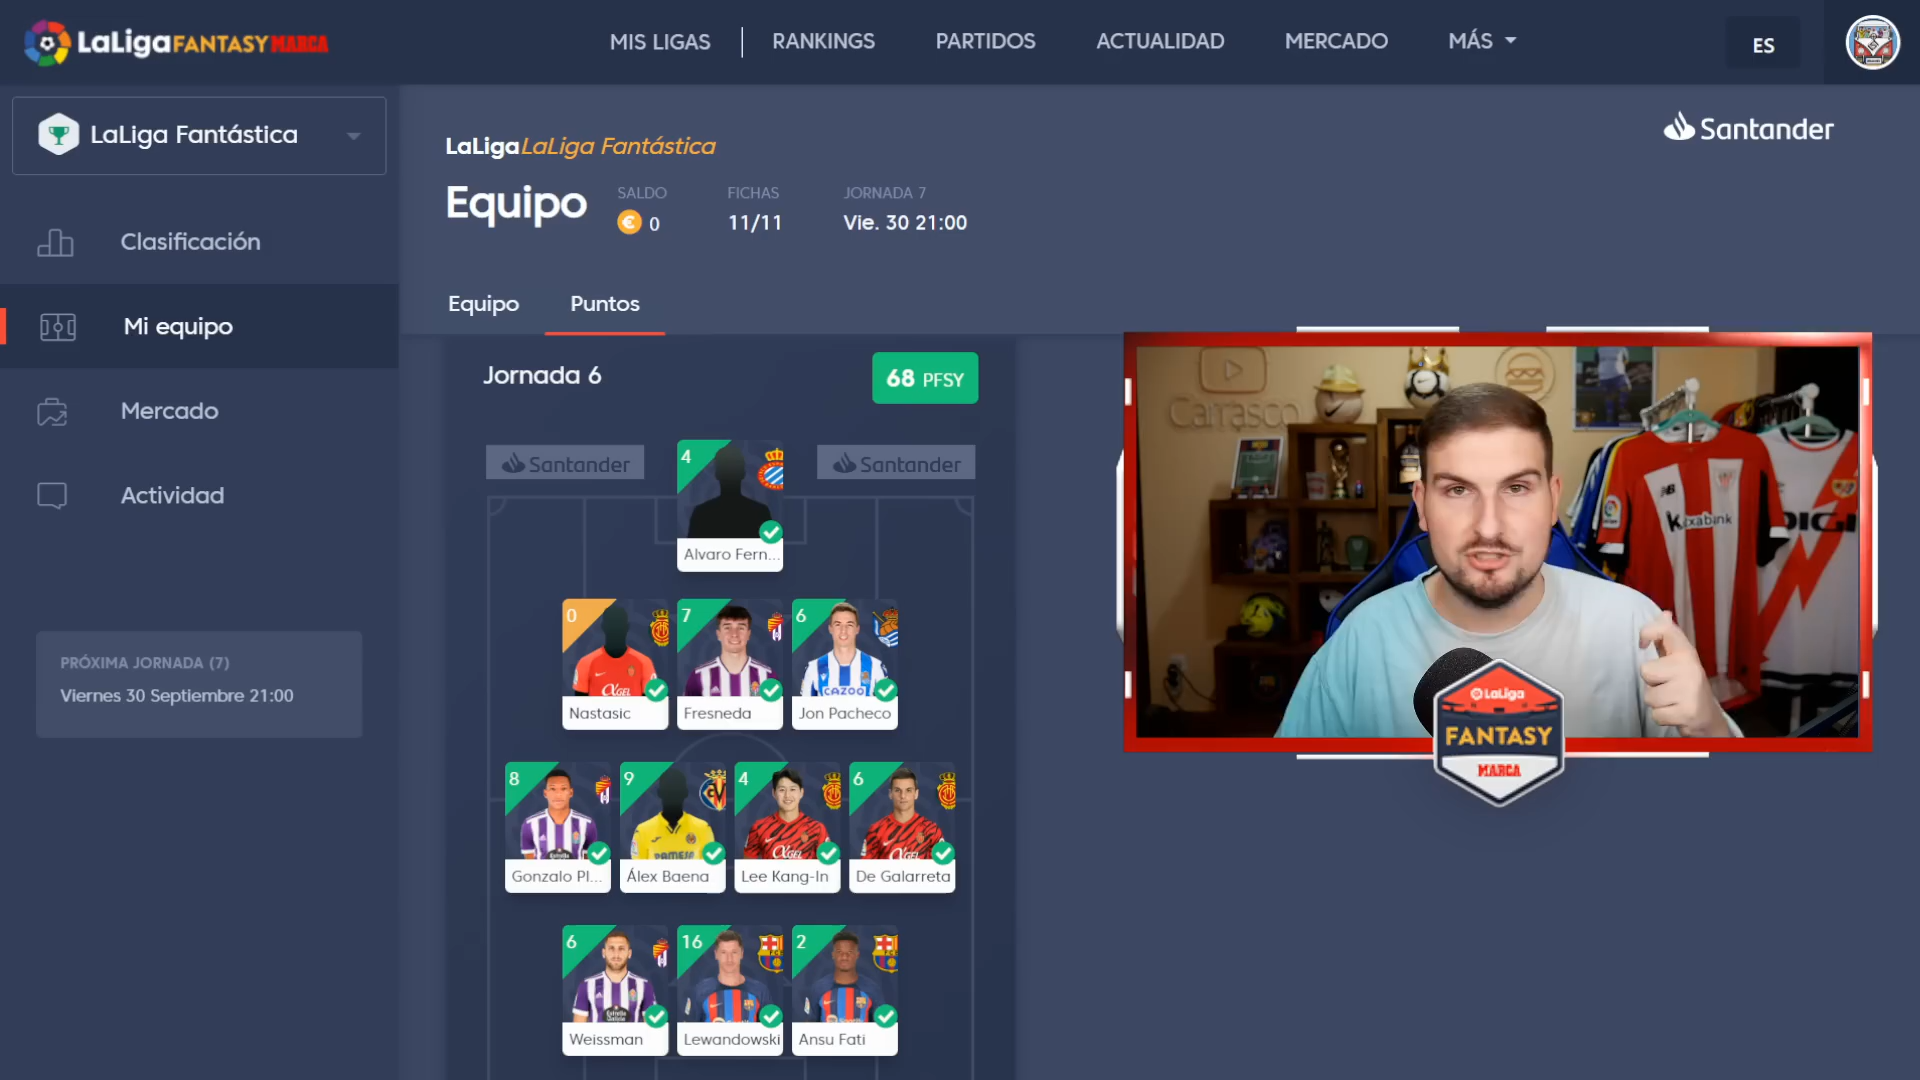 LaLiga FANTASY MARCA
MIS LIGAS
RANKINGS
PARTIDOS
ACTUALIDAD
MERCADO
MÁS
ES
LaLiga Fantástica
Clasificación
Mi equipo
Mercado
Actividad
PRÓXIMA JORNADA (7)
Viernes 30 Septiembre 21:00
LaLiga LaLiga Fantástica
Santander
Equipo
SALDO
0
FICHAS
11/11
JORNADA 7
Vie. 30 21:00
Equipo
Puntos
Jornada 6
68 PFSY
Santander
Santander
4
Alvaro Fern...
0
Nastasic
7
Fresneda
6
Jon Pacheco
8
Gonzalo Pl...
9
Álex Baena
4
Lee Kang-In
6
De Galarreta
6
Weissman
16
Lewandowski
2
Ansu Fati
Carrasco
LaLiga
FANTASY
MARCA